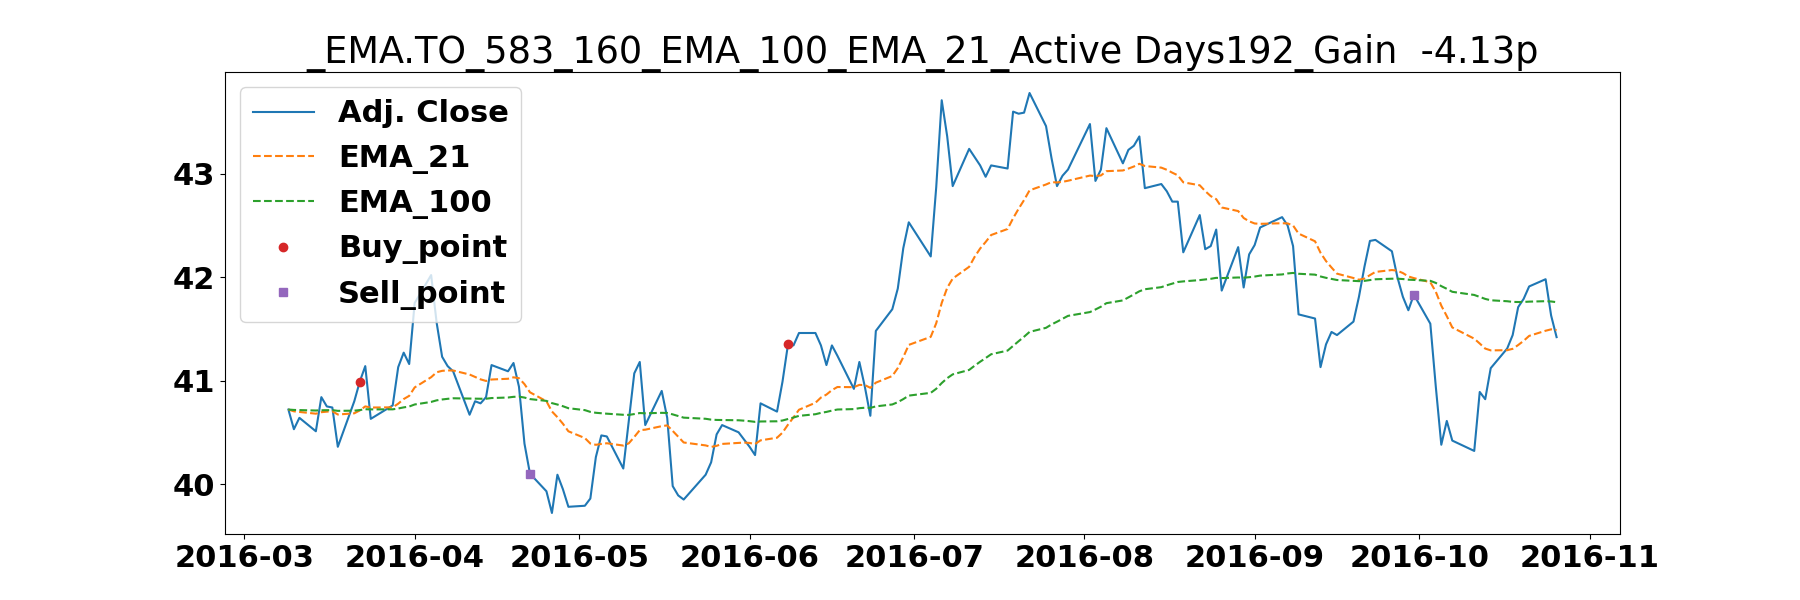 _EMA.TO_583_160_EMA_100_EMA_21_Active Days192_Gain  -4.13p
Adj. Close
EMA_21
EMA_100
Buy_point
Sell_point
43
42
41
40
2016-03 2016-04 2016-05 2016-06 2016-07 2016-08 2016-09 2016-10 2016-11